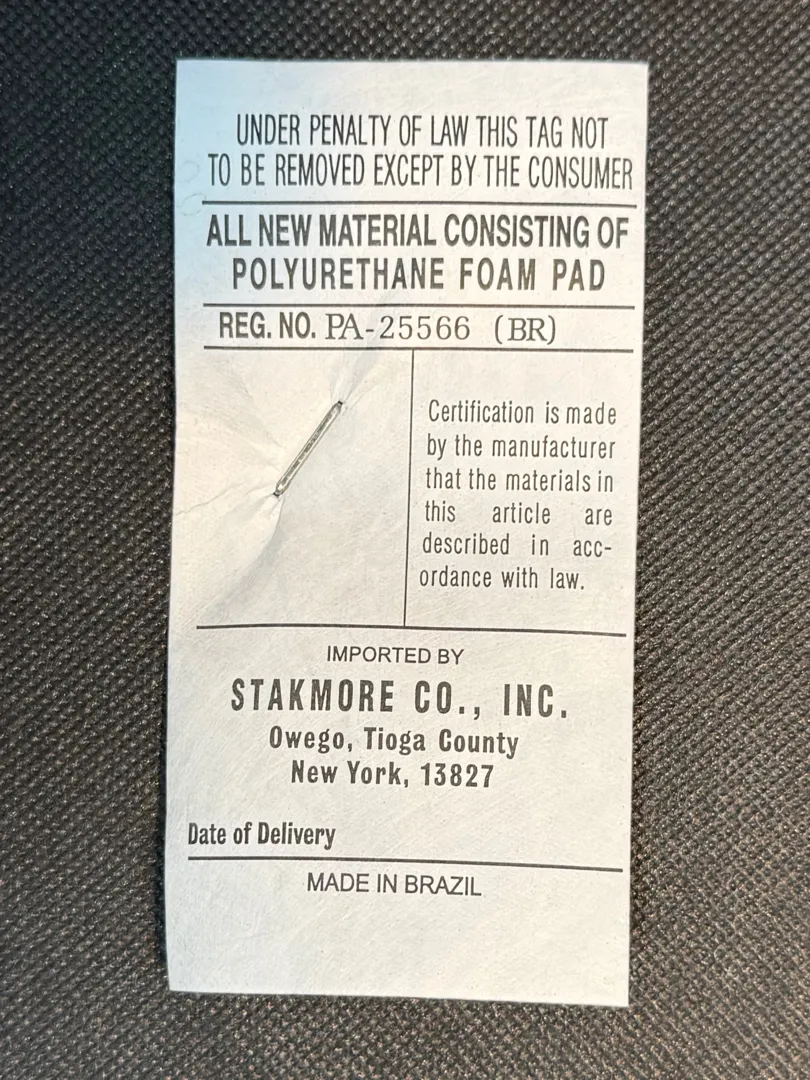 UNDER PENALTY OF LAW THIS TAG NOT
TO BE REMOVED EXCEPT BY THE CONSUMER
ALL NEW MATERIAL CONSISTING OF
POLYURETHANE FOAM PAD
REG. NO. PA-25566 (BR)
Certification is made
by the manufacturer
that the materials in
this article are
described in acc-
ordance with law.
IMPORTED BY
STAKMORE CO., INC.
Owego, Tioga County
New York, 13827
Date of Delivery
MADE IN BRAZIL